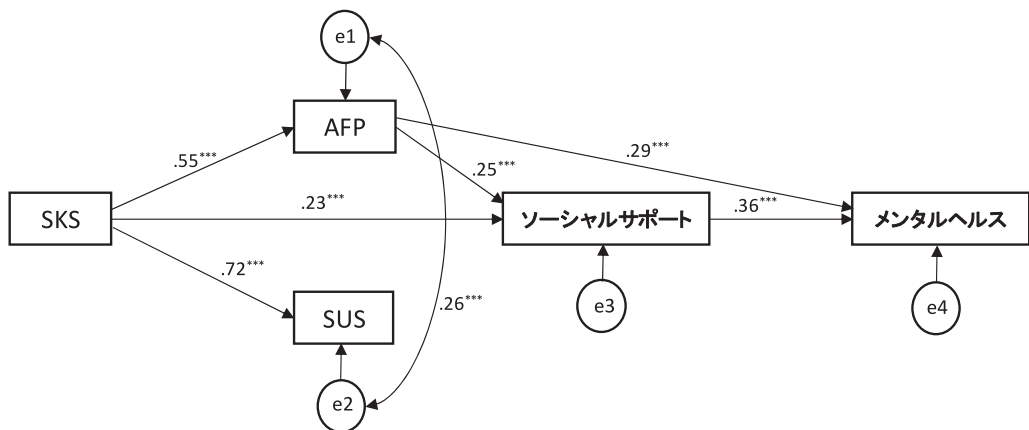 e1
AFP
.55***
.29***
.25***
SKS
.23***
ソーシャルサポート
.36***
メンタルヘルス
.72***
SUS
.26***
e3
e4
e2